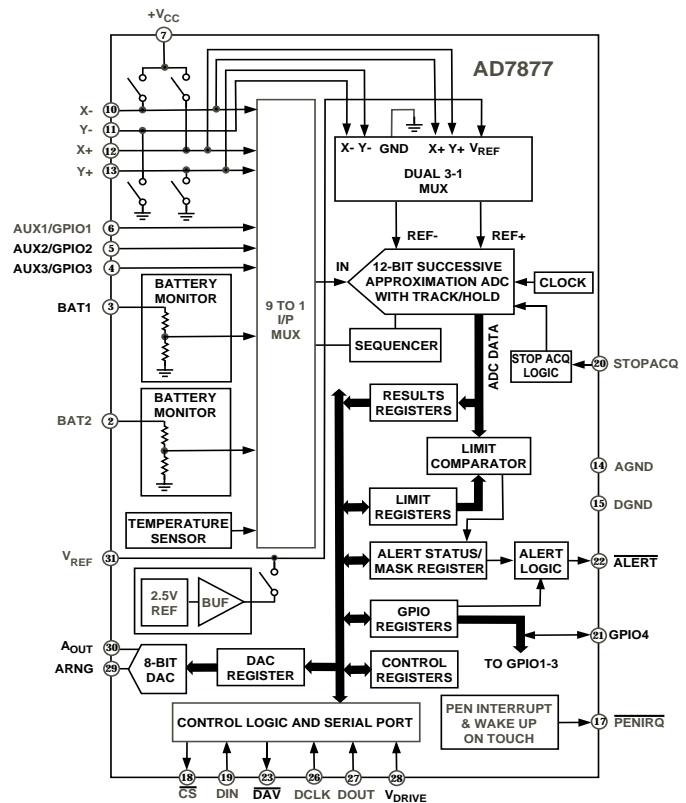 +VCC
7
AD7877
X-
10
Y-
11
X+
12
Y+
13
X- Y- GND X+ Y+ VREF
DUAL 3-1
MUX
REF-
REF+
AUX1/GPIO1
6
AUX2/GPIO2
5
AUX3/GPIO3
4
IN
12-BIT SUCCESSIVE
APPROXIMATION ADC
WITH TRACK/HOLD
CLOCK
BAT1
3
BATTERY
MONITOR
9 TO 1
I/P
MUX
SEQUENCER
ADC DATA
STOP ACQ
LOGIC
20
STOPACQ
BAT2
2
BATTERY
MONITOR
RESULTS
REGISTERS
LIMIT
COMPARATOR
14
AGND
LIMIT
REGISTERS
15
DGND
TEMPERATURE
SENSOR
VREF
31
ALERT STATUS/
MASK REGISTER
ALERT
LOGIC
22
ALERT
2.5V
REF
BUF
GPIO
REGISTERS
21
GPIO4
TO GPIO1-3
AOUT
30
ARNG
29
8-BIT
DAC
DAC
REGISTER
CONTROL
REGISTERS
CONTROL LOGIC AND SERIAL PORT
PEN INTERRUPT
& WAKE UP
ON TOUCH
17
PENIRQ
18 19 23 26 27 28
CS DIN DAV DCLK DOUT VDRIVE